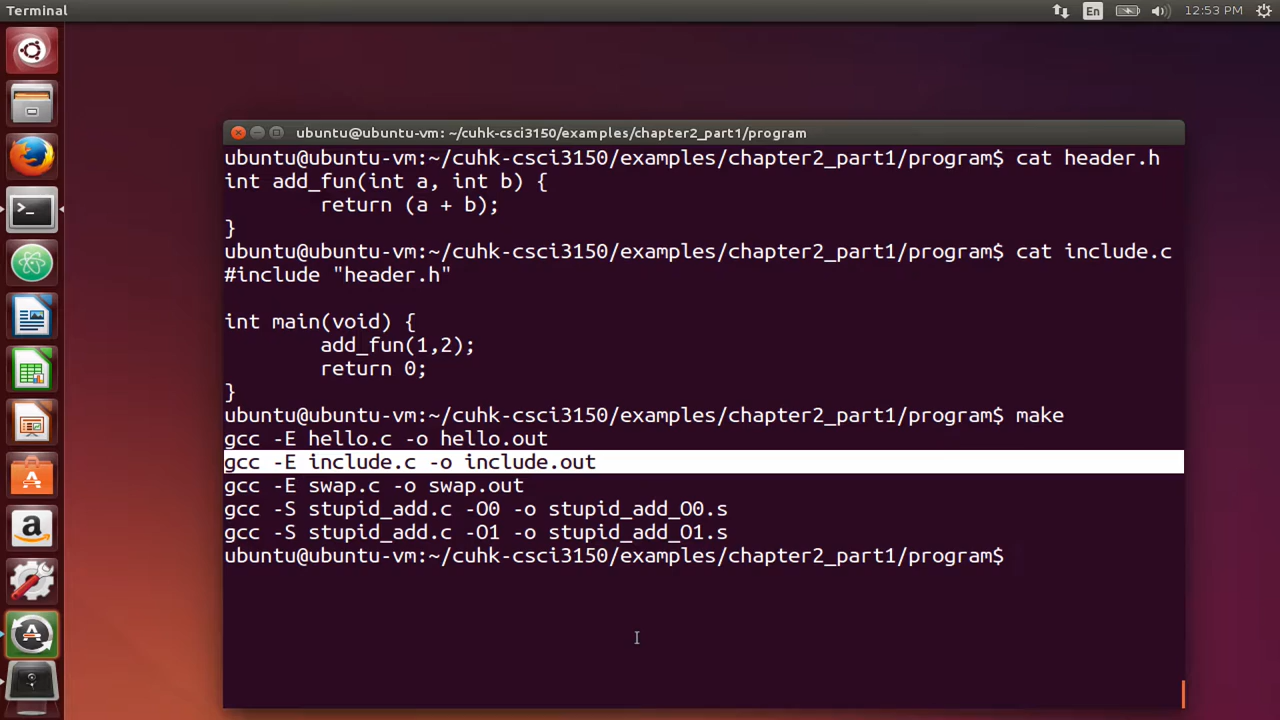 Terminal
En
12:53 PM
ubuntu@ubuntu-vm: ~/cuhk-csci3150/examples/chapter2_part1/program
ubuntu@ubuntu-vm:~/cuhk-csci3150/examples/chapter2_part1/program$ cat header.h
int add_fun(int a, int b) {
        return (a + b);
}
ubuntu@ubuntu-vm:~/cuhk-csci3150/examples/chapter2_part1/program$ cat include.c
#include "header.h"

int main(void) {
        add_fun(1,2);
        return 0;
}
ubuntu@ubuntu-vm:~/cuhk-csci3150/examples/chapter2_part1/program$ make
gcc -E hello.c -o hello.out
gcc -E include.c -o include.out
gcc -E swap.c -o swap.out
gcc -S stupid_add.c -O0 -o stupid_add_O0.s
gcc -S stupid_add.c -O1 -o stupid_add_O1.s
ubuntu@ubuntu-vm:~/cuhk-csci3150/examples/chapter2_part1/program$